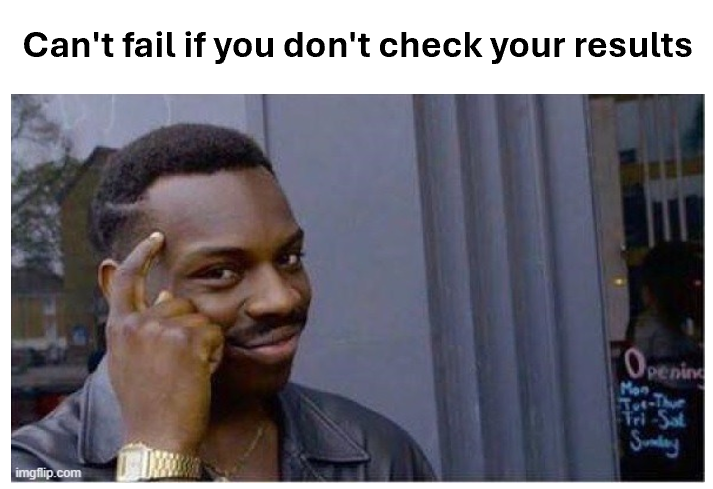 Can't fail if you don't check your results
Opening
Mon
Tue-Thur
Fri -Sat
Sunday
imgflip.com